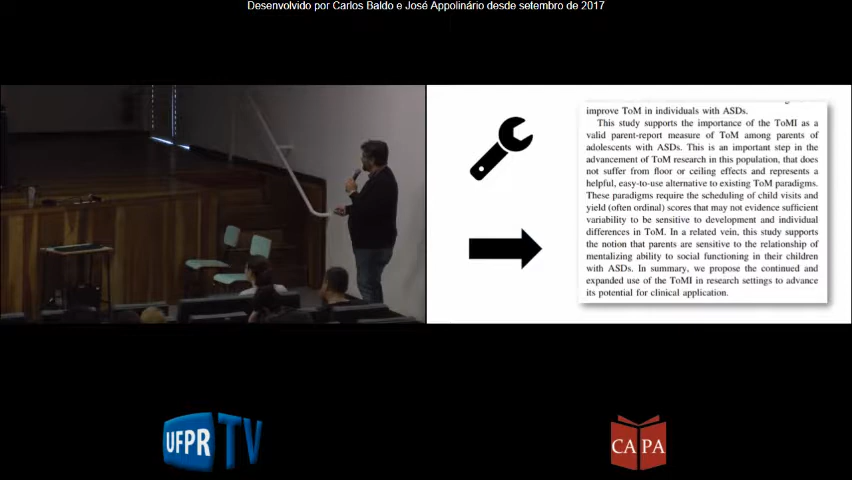 Desenvolvido por Carlos Baldo e José Appolinário desde setembro de 2017
improve ToM in individuals with ASDs.
This study supports the importance of the ToMI as a
valid parent-report measure of ToM among parents of
adolescents with ASDs. This is an important step in the
advancement of ToM research in this population, that does
not suffer from floor or ceiling effects and represents a
helpful, easy-to-use alternative to existing ToM paradigms.
These paradigms require the scheduling of child visits and
yield (often ordinal) scores that may not evidence sufficient
variability to be sensitive to development and individual
differences in ToM. In a related vein, this study supports
the notion that parents are sensitive to the relationship of
mentalizing ability to social functioning in their children
with ASDs. In summary, we propose the continued and
expanded use of the ToMI in research settings to advance
its potential for clinical application.
UFPR TV
CAPA